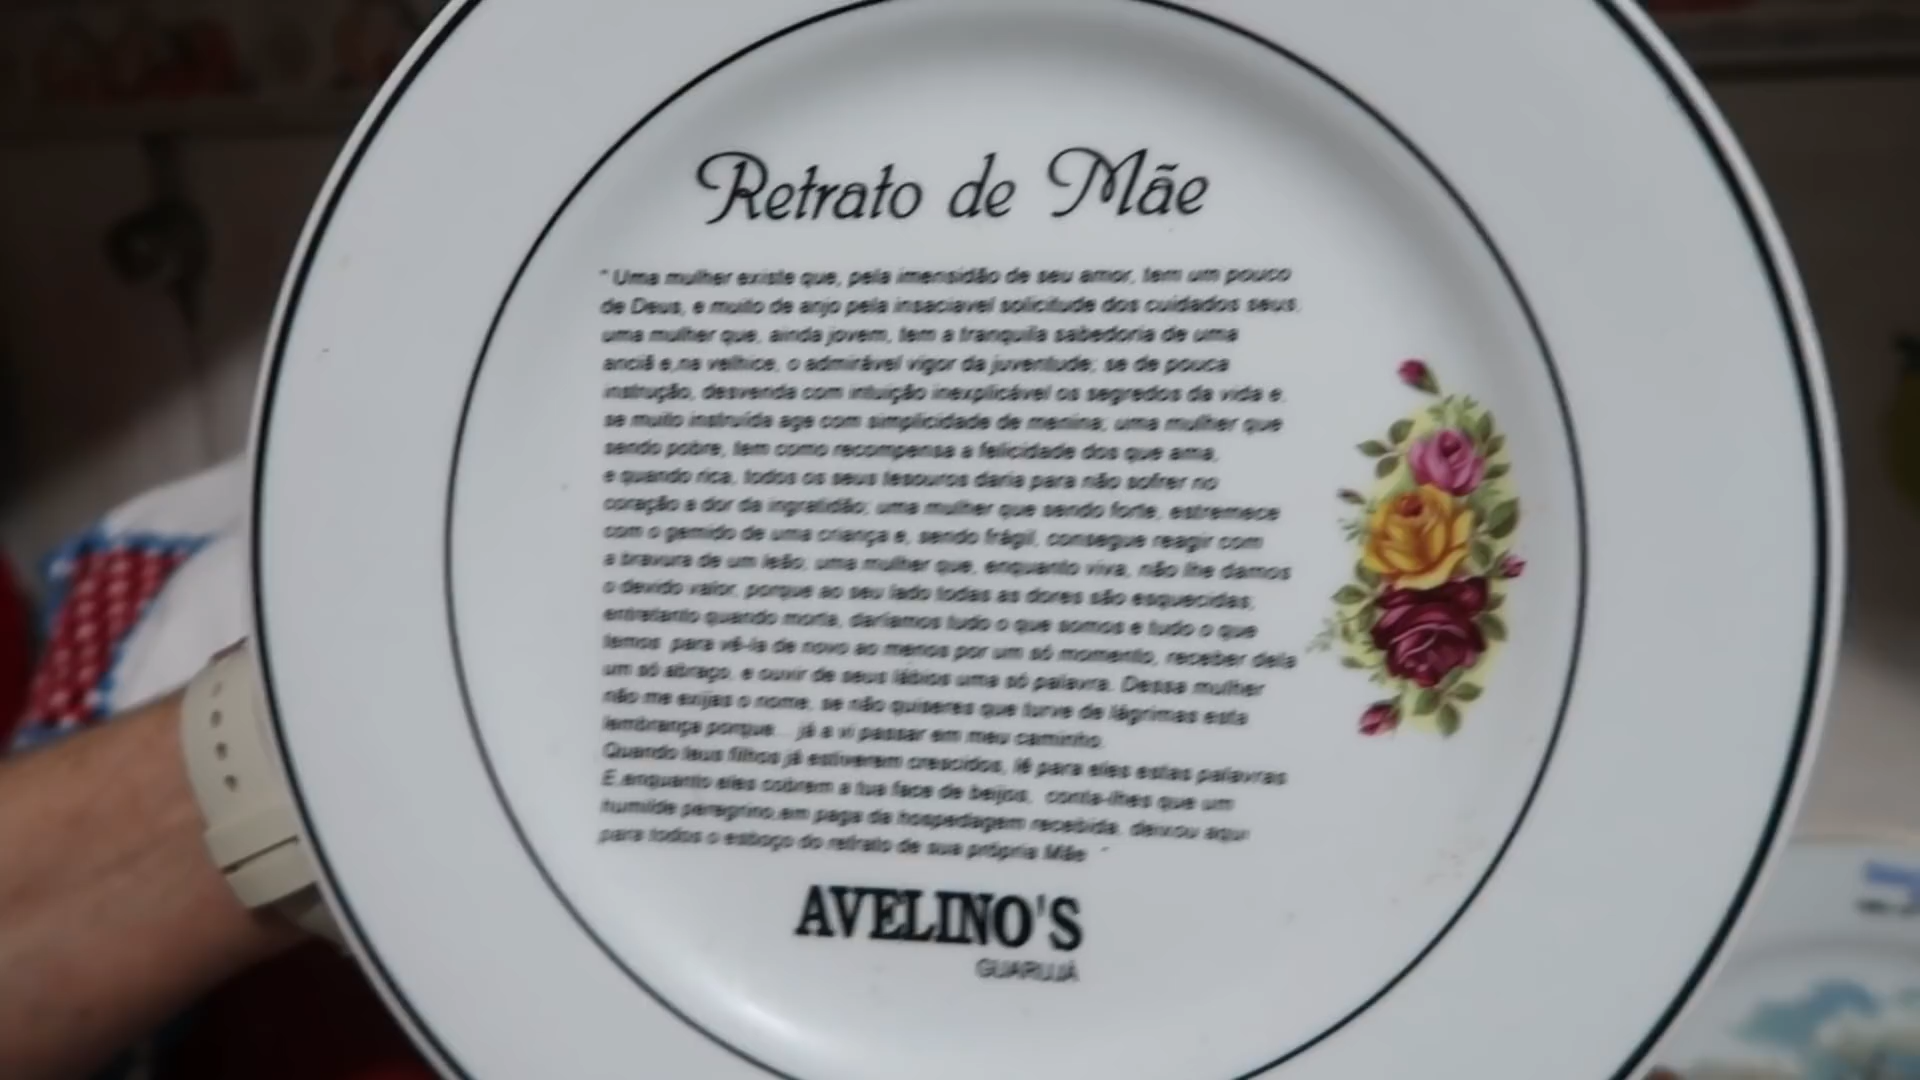 Retrato de Mãe
" Uma mulher existe que, pela imensidão de seu amor, tem um pouco
de Deus, e muito de anjo pela insaciavel solicitude dos cuidados seus,
uma mulher que, ainda jovem, tem a tranquila sabedoria de uma
anciã e,na velhice, o admirável vigor da juventude; se de pouca
instrução, desvenda com intuição inexplicável os segredos da vida e,
se muito instruída age com simplicidade de menina; uma mulher que
sendo pobre, tem como recompensa a felicidade dos que ama,
e quando rica, todos os seus tesouros daria para não sofrer no
coração a dor da ingratidão; uma mulher que sendo forte, estremece
com o gemido de uma criança e, sendo frágil, consegue reagir com
a bravura de um leão; uma mulher que, enquanto viva, não lhe damos
o devido valor, porque ao seu lado todas as dores são esquecidas;
entretanto quando morta, daríamos tudo o que somos e tudo o que
temos para vê-la de novo ao menos por um só momento, receber dela
um só abraço, e ouvir de seus lábios uma só palavra. Dessa mulher
não me exijas o nome, se não quiseres que turve de lágrimas esta
lembrança porque... já a vi passar em meu caminho.
Quando teus filhos já estiverem crescidos, lê para eles estas palavras
E,enquanto eles cobrem a tua face de beijos, conta-lhes que um
humilde peregrino,em paga da hospedagem recebida, deixou aqui
para todos o esboço do retrato de sua própria Mãe "
AVELINO'S
GUARUJÁ